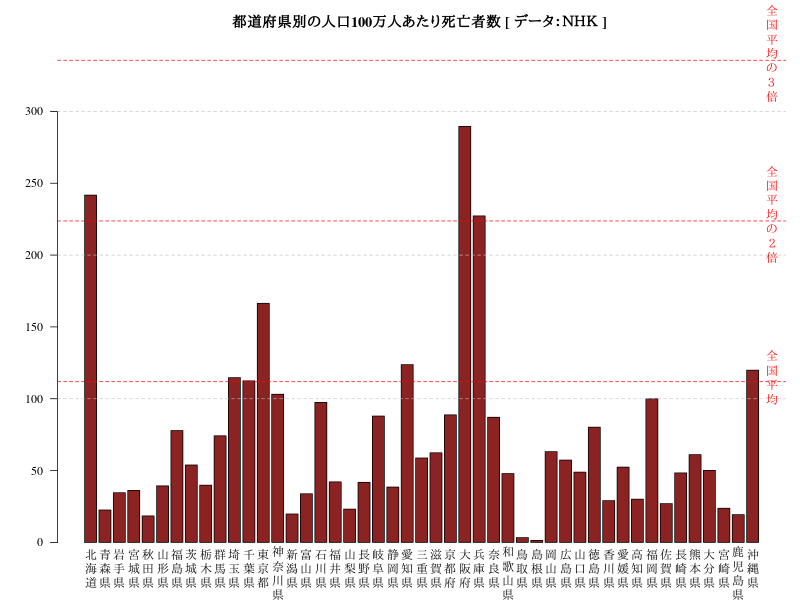 都道府県別の人口100万人あたり死亡者数 [ データ：NHK ]
全国平均の3倍
300
250
全国平均の2倍
200
150
全国平均
100
50
0
北海道
青森県
岩手県
宮城県
秋田県
山形県
福島県
茨城県
栃木県
群馬県
埼玉県
千葉県
東京都
神奈川県
新潟県
富山県
石川県
福井県
山梨県
長野県
岐阜県
静岡県
愛知県
三重県
滋賀県
京都府
大阪府
兵庫県
奈良県
和歌山県
鳥取県
島根県
岡山県
広島県
山口県
徳島県
香川県
愛媛県
高知県
福岡県
佐賀県
長崎県
熊本県
大分県
宮崎県
鹿児島県
沖縄県